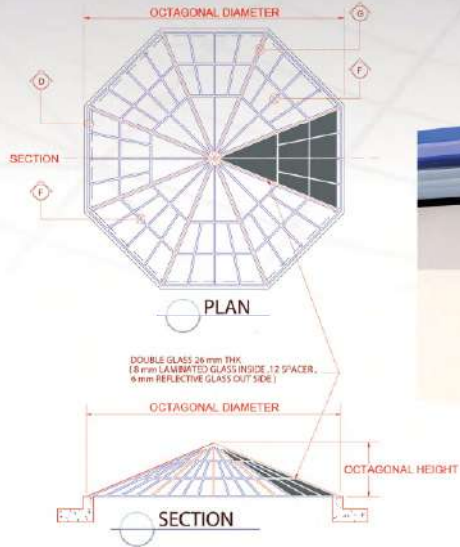 OCTAGONAL DIAMETER
G
F
D
SECTION
F
PLAN
DOUBLE GLASS 26 mm THK
( 8 mm LAMINATED GLASS INSIDE ,12 SPACER ,
6 mm REFLECTIVE GLASS OUT SIDE )
OCTAGONAL DIAMETER
OCTAGONAL HEIGHT
SECTION